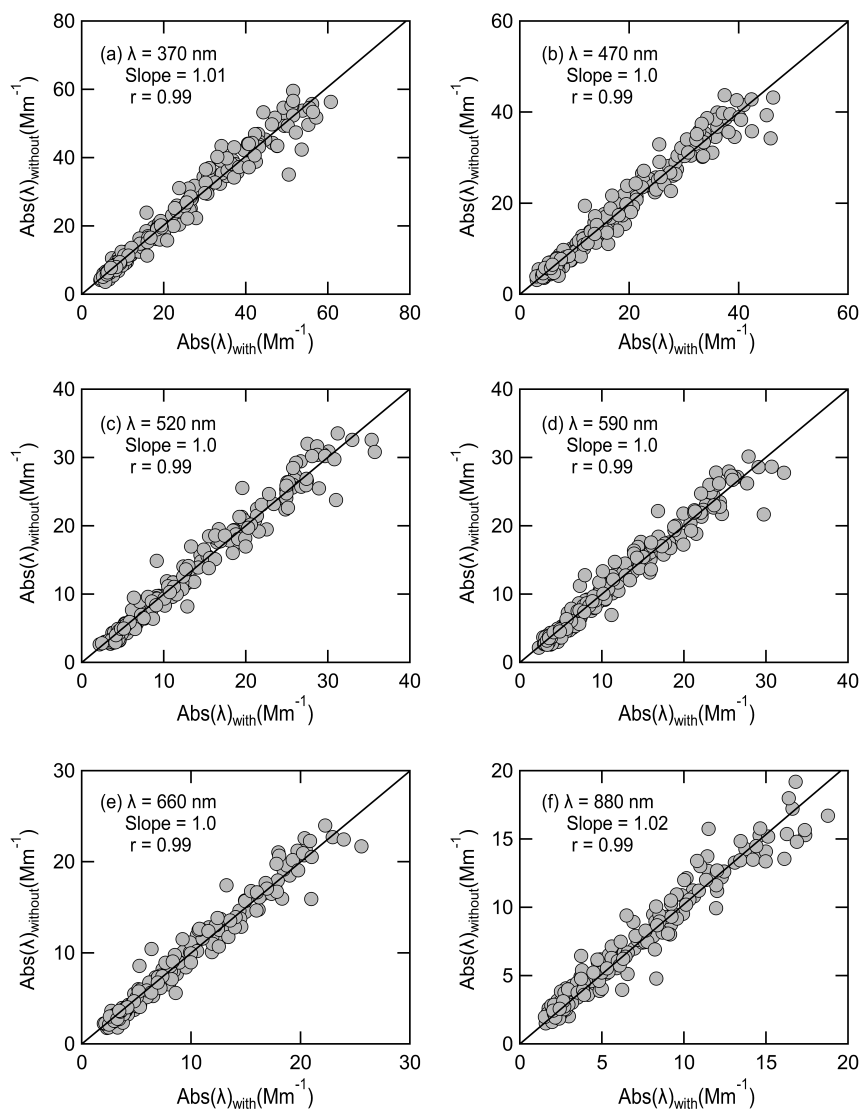 80
60
40
20
0
0
20
40
60
80
(a) λ = 370 nm
Slope = 1.01
r = 0.99
Abs(λ)without(Mm⁻¹)
Abs(λ)with(Mm⁻¹)
60
40
20
0
0
20
40
60
(b) λ = 470 nm
Slope = 1.0
r = 0.99
Abs(λ)without(Mm⁻¹)
Abs(λ)with(Mm⁻¹)
40
30
20
10
0
0
10
20
30
40
(c) λ = 520 nm
Slope = 1.0
r = 0.99
Abs(λ)without(Mm⁻¹)
Abs(λ)with(Mm⁻¹)
40
30
20
10
0
0
10
20
30
40
(d) λ = 590 nm
Slope = 1.0
r = 0.99
Abs(λ)without(Mm⁻¹)
Abs(λ)with(Mm⁻¹)
30
20
10
0
0
10
20
30
(e) λ = 660 nm
Slope = 1.0
r = 0.99
Abs(λ)without(Mm⁻¹)
Abs(λ)with(Mm⁻¹)
20
15
10
5
0
0
5
10
15
20
(f) λ = 880 nm
Slope = 1.02
r = 0.99
Abs(λ)without(Mm⁻¹)
Abs(λ)with(Mm⁻¹)